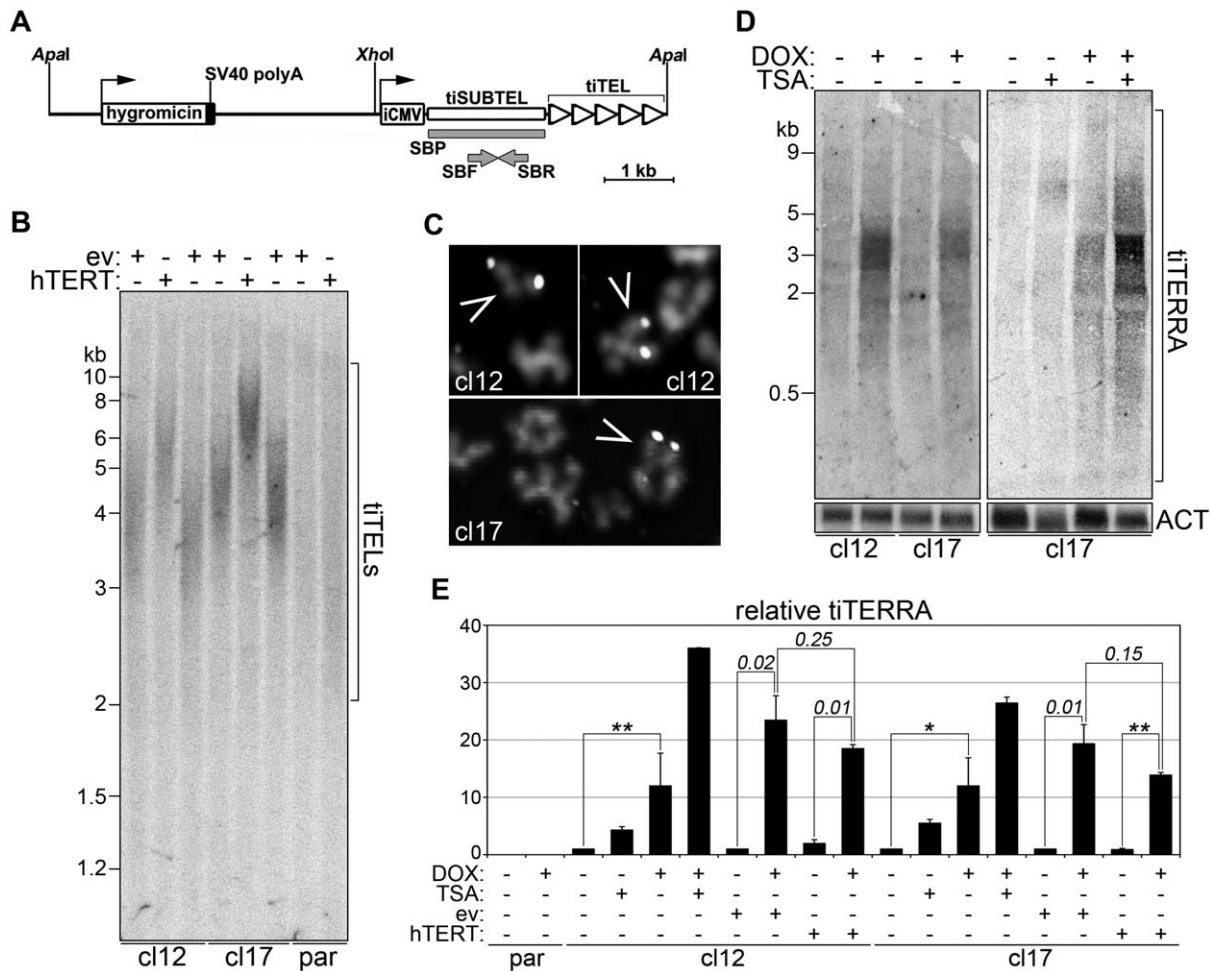 A
ApaI XhoI ApaI
SV40 polyA
hygromicin iCMV tiSUBTEL tiTEL
SBP
SBF SBR
1 kb
B
ev: + - + + - + + -
hTERT: - + - - + - - +
kb
10
8
6
5
4
3
2
1.5
1.2
tiTELs
cl12 cl17 par
C
cl12 cl12
cl17
D
DOX: - + - + - - + +
TSA: - - - - - + - +
kb
9
5
3
2
0.5
tiTERRA
ACT
cl12 cl17 cl17
E
relative tiTERRA
40
30
20
10
0
** 0.02 0.25 0.01 * 0.01 0.15 **
DOX: - + - - + + - + - + - - + + - + - +
TSA: - - - + - + - - - - - + - + - - - -
ev: - - - - - - + + - - - - - - + + - -
hTERT: - - - - - - - - + + - - - - - - + +
par cl12 cl17